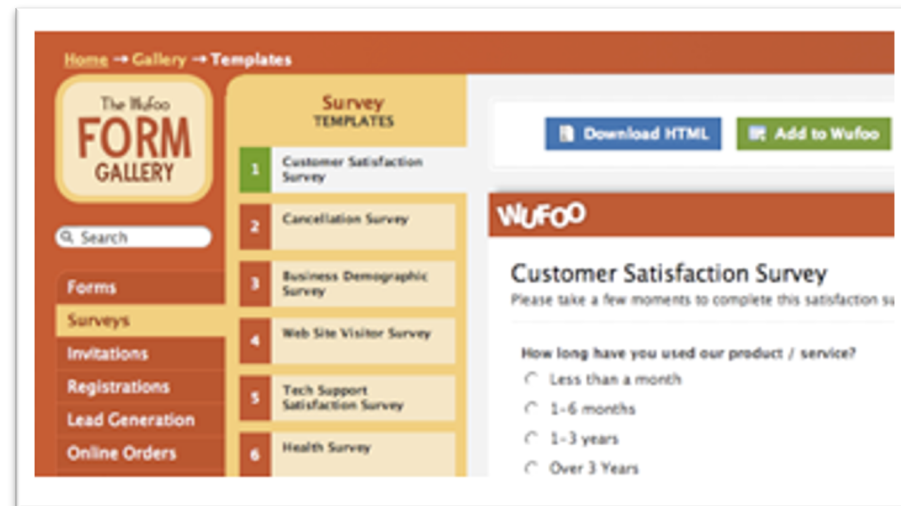 Home → Gallery → Templates
The Wufoo
FORM
GALLERY
Search
Forms
Surveys
Invitations
Registrations
Lead Generation
Online Orders
Survey
TEMPLATES
1
Customer Satisfaction
Survey
2
Cancellation Survey
3
Business Demographic
Survey
4
Web Site Visitor Survey
5
Tech Support
Satisfaction Survey
6
Health Survey
Download HTML
Add to Wufoo
WUFOO
Customer Satisfaction Survey
Please take a few moments to complete this satisfaction su
How long have you used our product / service?
Less than a month
1-6 months
1-3 years
Over 3 Years